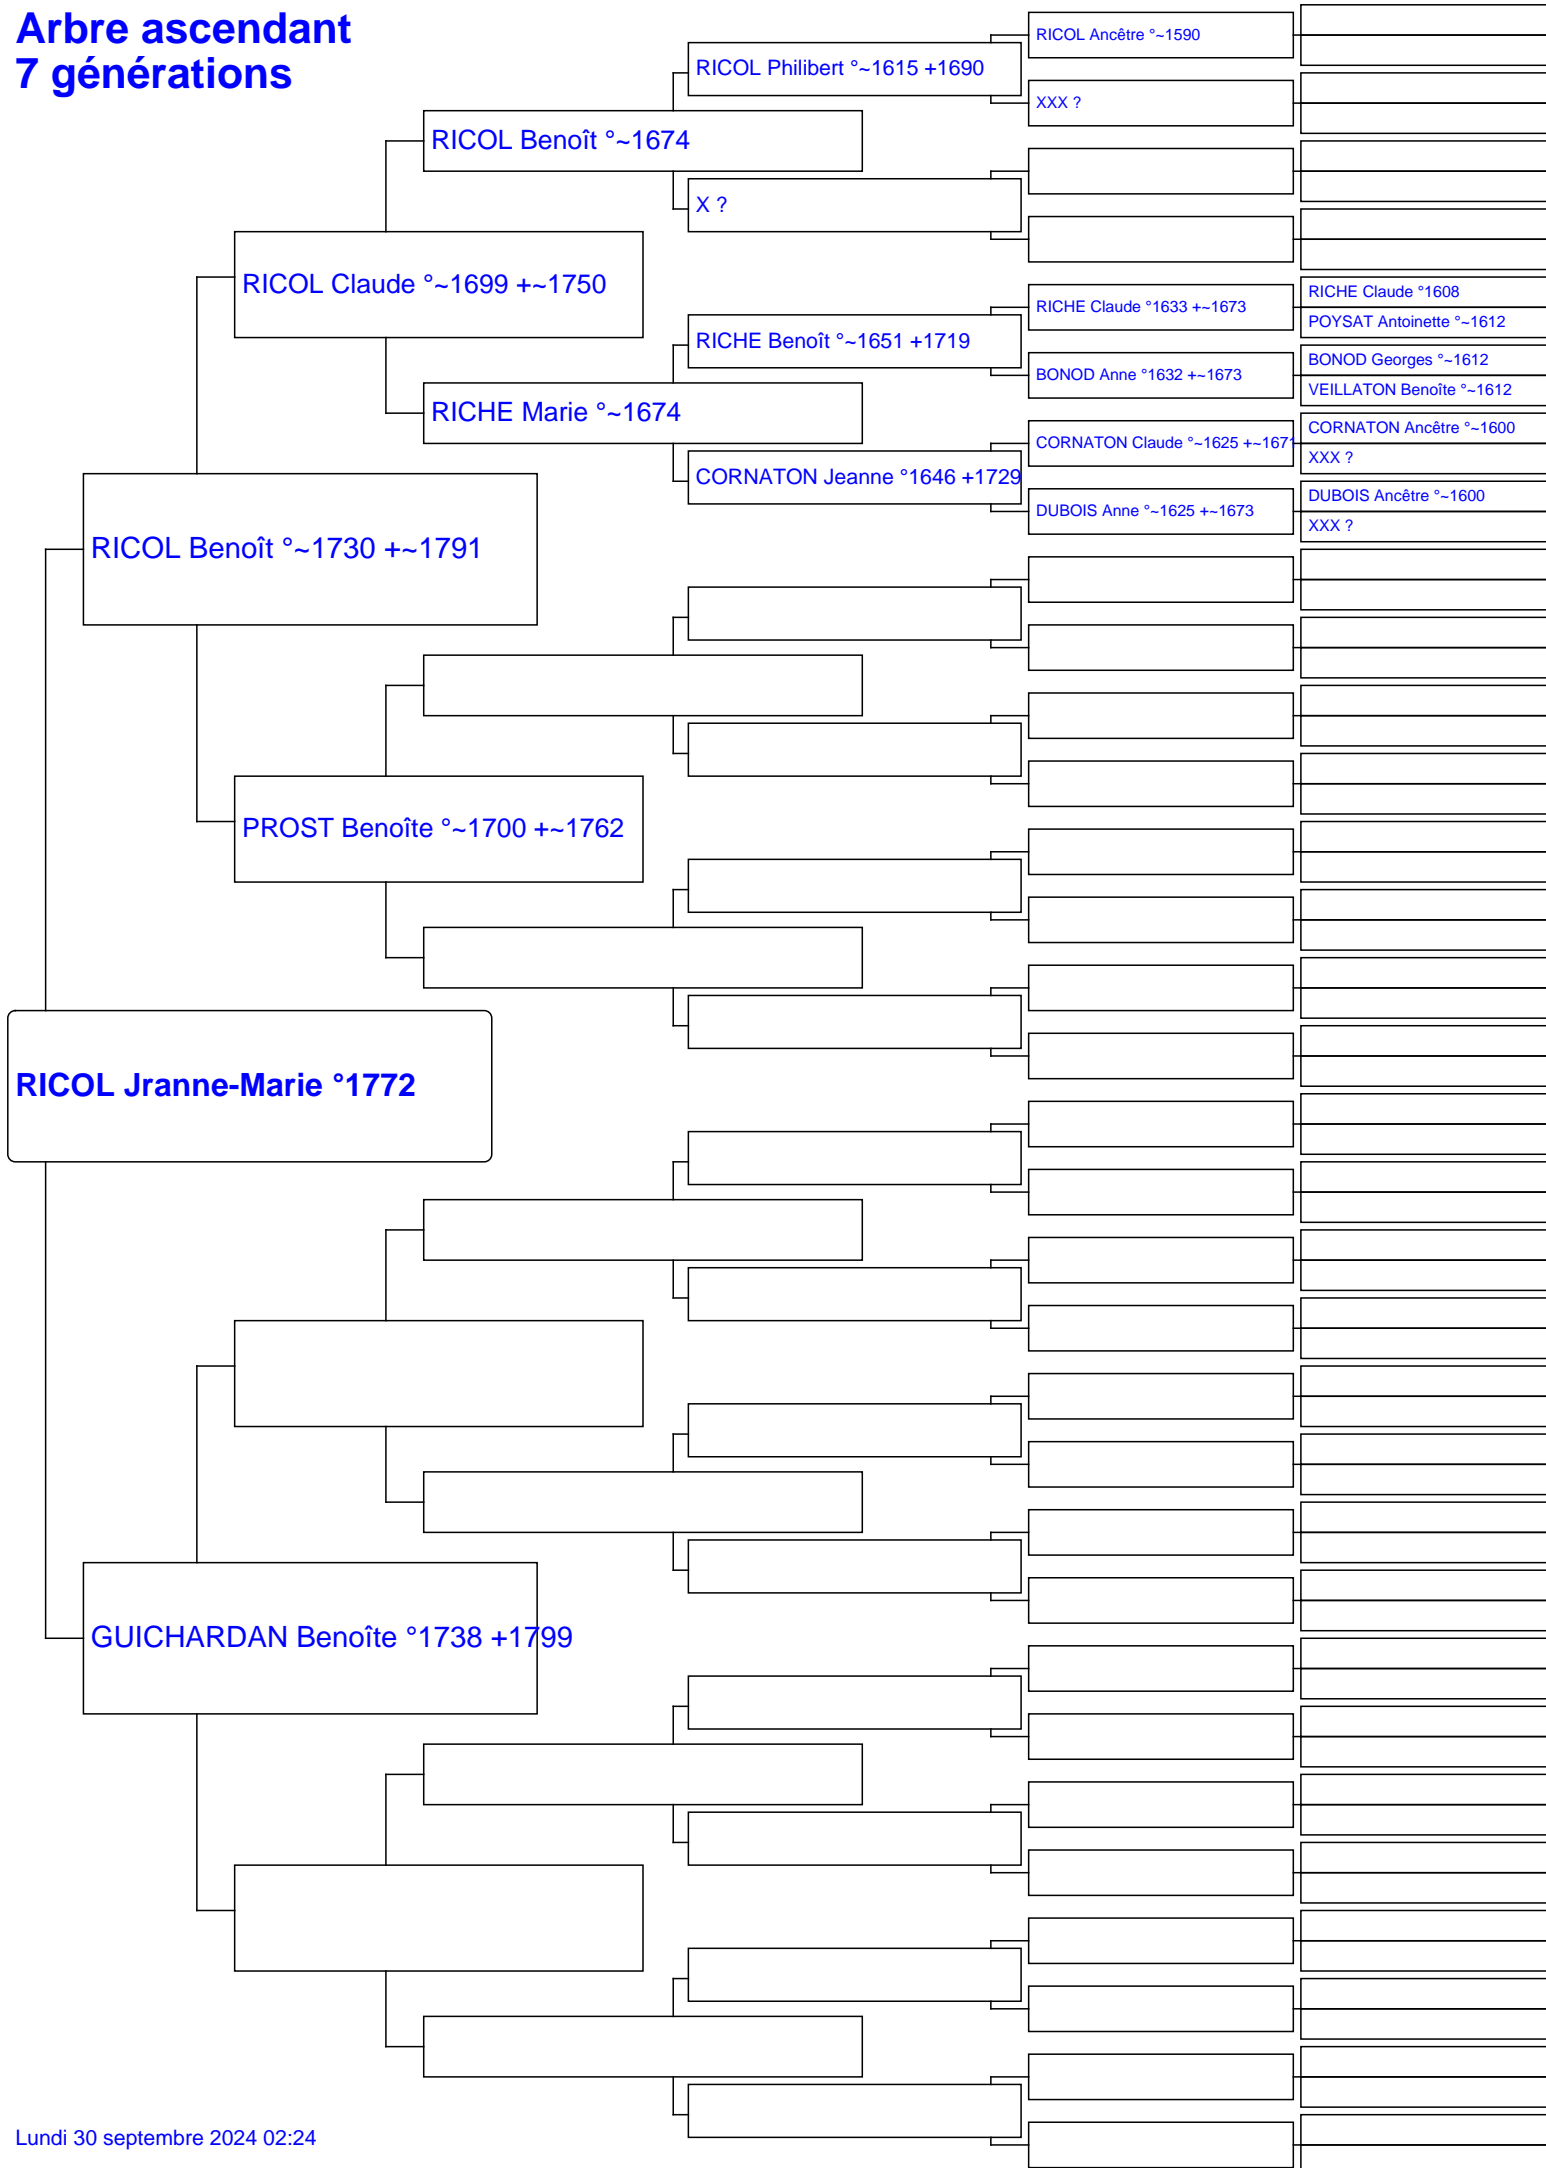 Arbre ascendant
7 générations
RICOL Ancêtre °~1590
RICOL Philibert °~1615 +1690
XXX ?
RICOL Benoît °~1674
X ?
RICOL Claude °~1699 +~1750
RICHE Claude °1608
RICHE Claude °1633 +~1673
POYSAT Antoinette °~1612
RICHE Benoît °~1651 +1719
BONOD Georges °~1612
BONOD Anne °1632 +~1673
VEILLATON Benoîte °~1612
RICHE Marie °~1674
CORNATON Ancêtre °~1600
CORNATON Claude °~1625 +~1671
XXX ?
CORNATON Jeanne °1646 +1729
DUBOIS Ancêtre °~1600
DUBOIS Anne °~1625 +~1673
XXX ?
RICOL Benoît °~1730 +~1791
PROST Benoîte °~1700 +~1762
RICOL Jranne-Marie °1772
GUICHARDAN Benoîte °1738 +1799
Lundi 30 septembre 2024 02:24